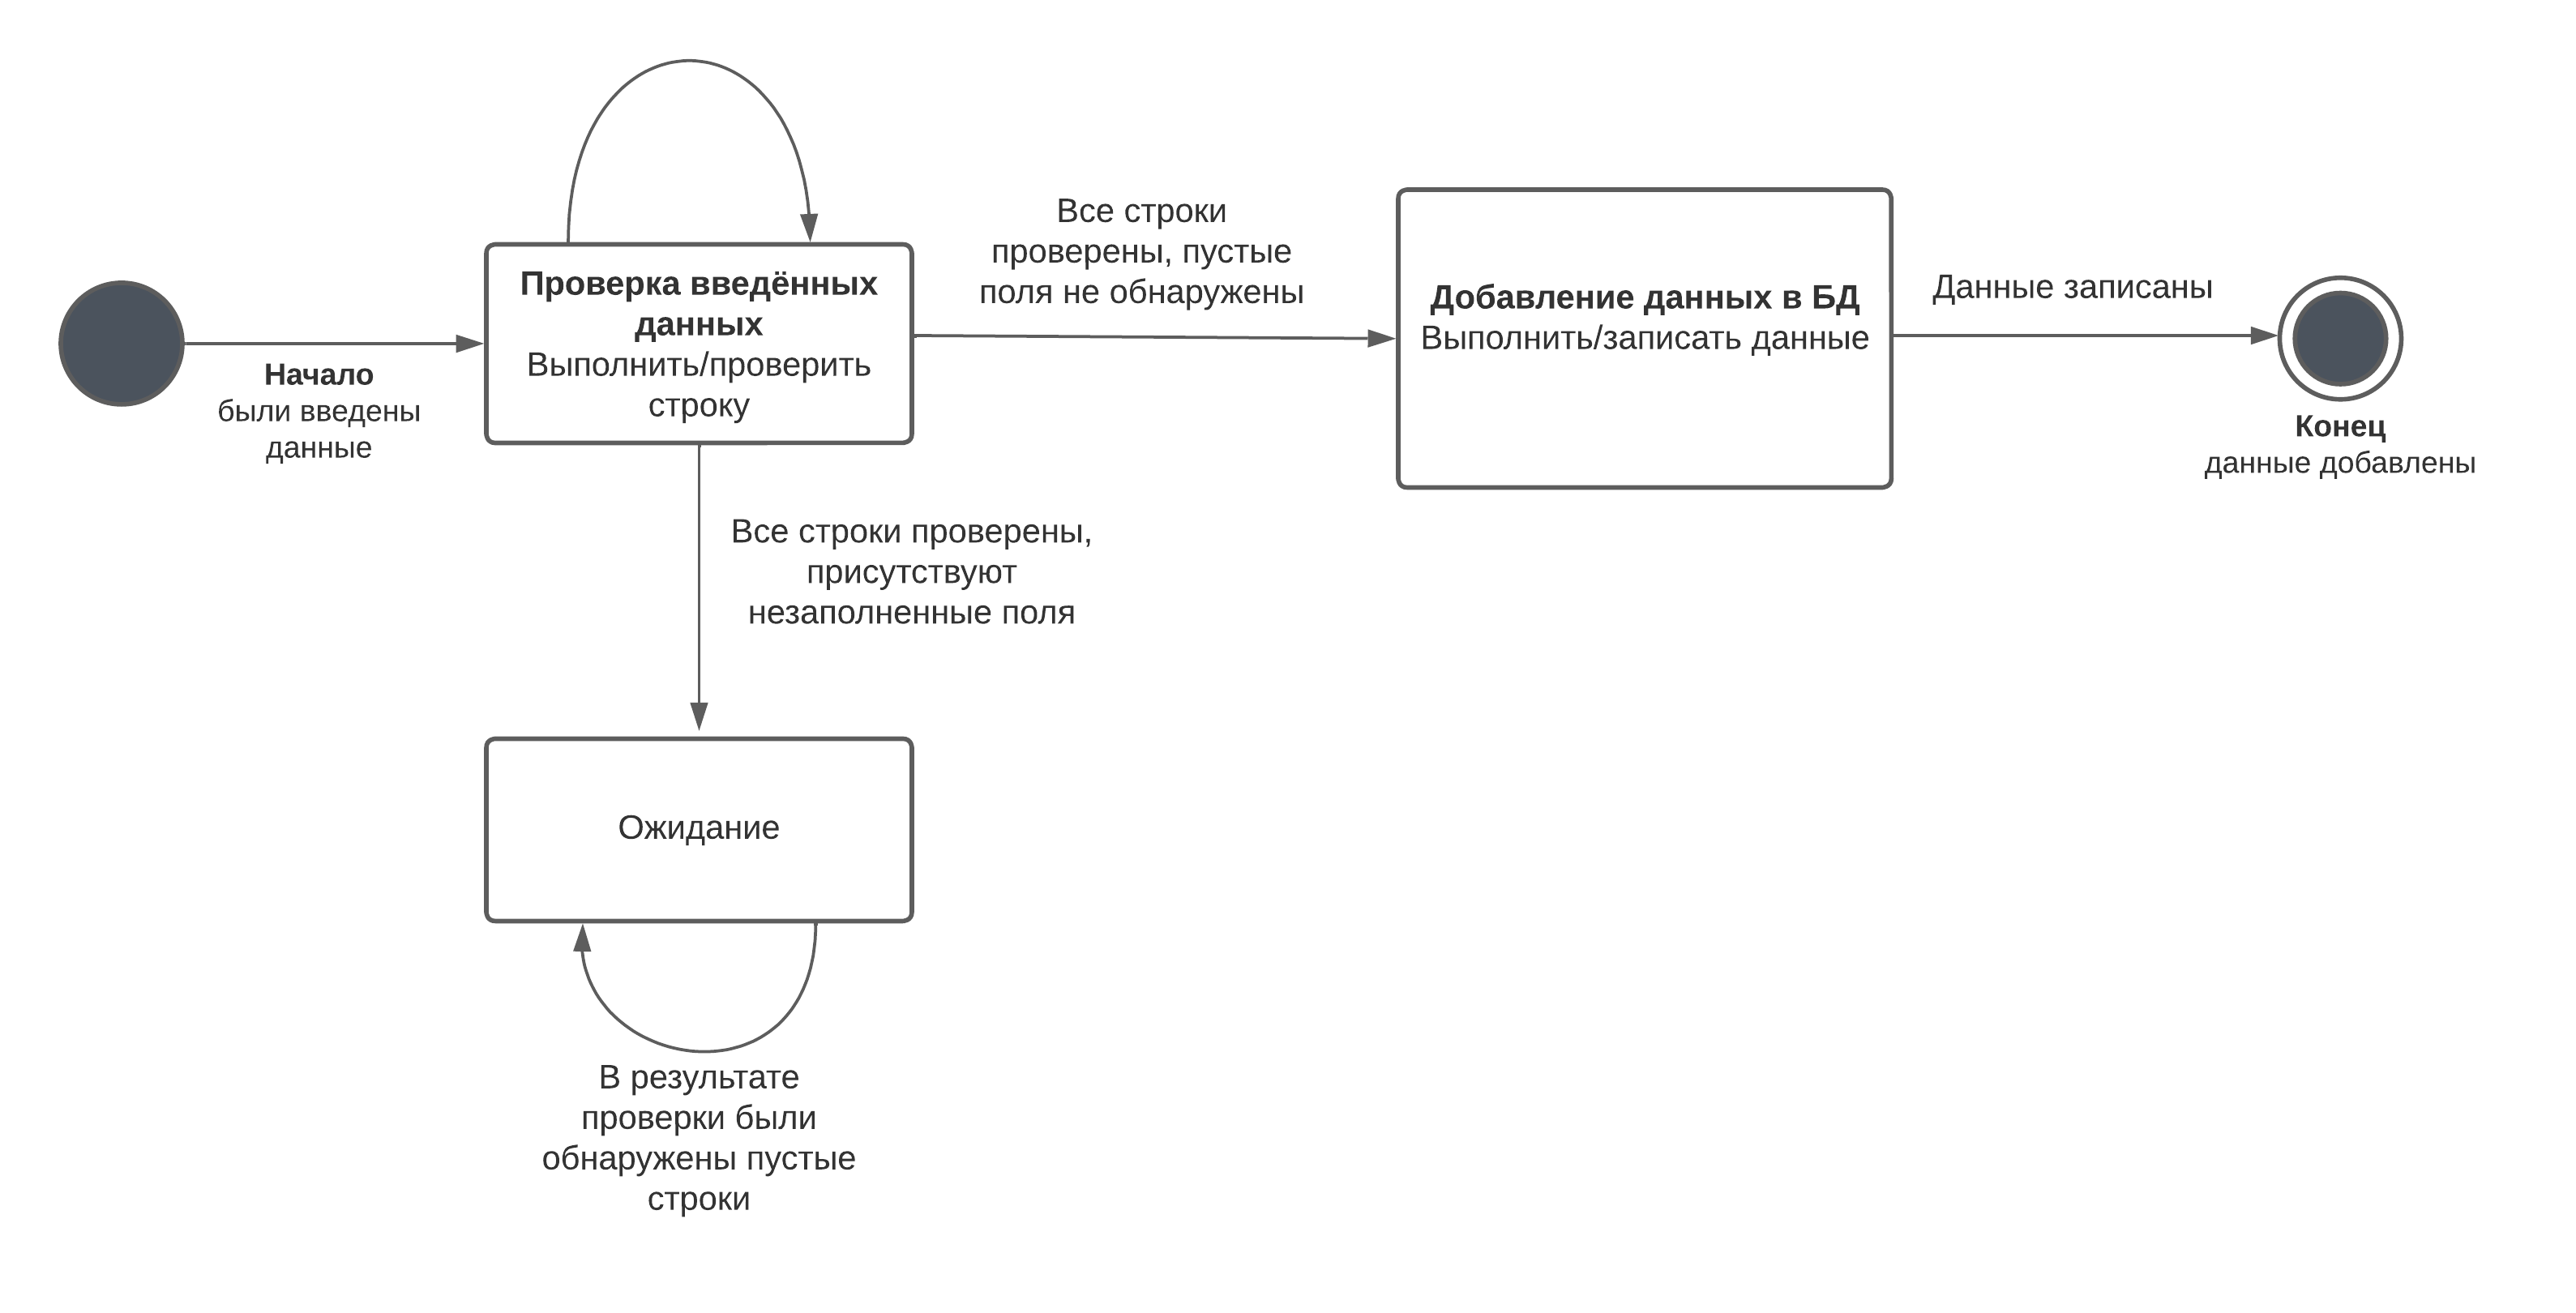 Начало
были введены
данные
Проверка введённых
данных
Выполнить/проверить
строку
Все строки
проверены, пустые
поля не обнаружены
Добавление данных в БД
Выполнить/записать данные
Данные записаны
Конец
данные добавлены
Все строки проверены,
присутствуют
незаполненные поля
Ожидание
В результате
проверки были
обнаружены пустые
строки